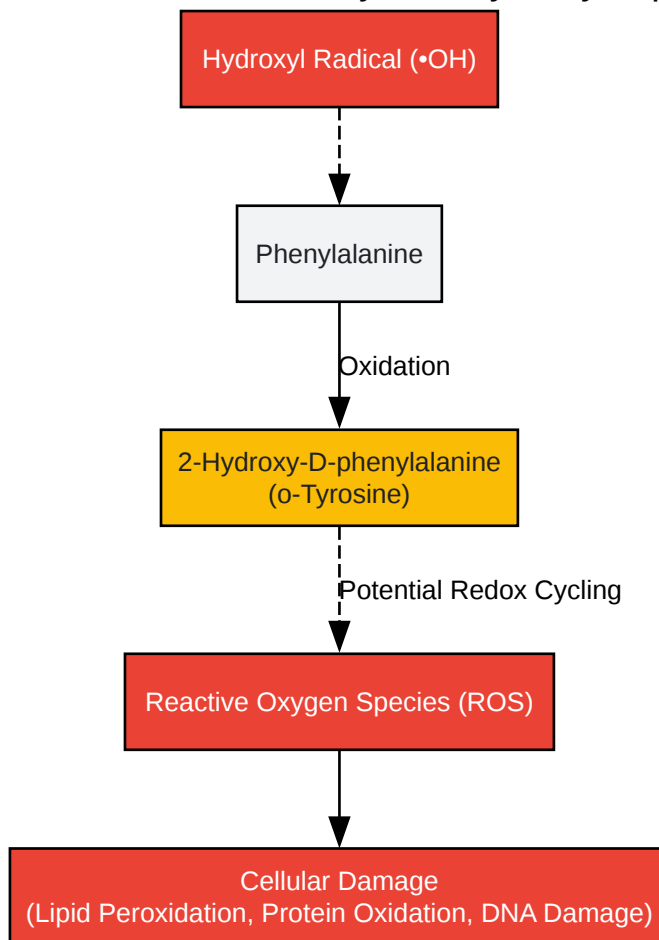 Hydroxyl Radical (•OH)
Phenylalanine
Oxidation
2-Hydroxy-D-phenylalanine
(o-Tyrosine)
Potential Redox Cycling
Reactive Oxygen Species (ROS)
Cellular Damage
(Lipid Peroxidation, Protein Oxidation, DNA Damage)